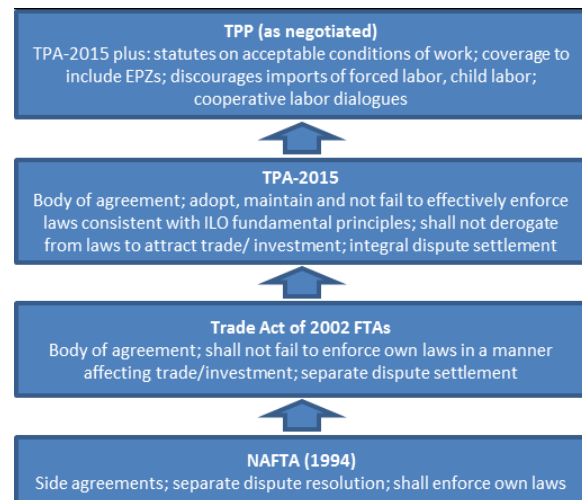 TPP (as negotiated)
TPA-2015 plus: statutes on acceptable conditions of work; coverage to
include EPZs; discourages imports of forced labor, child labor;
cooperative labor dialogues
TPA-2015
Body of agreement; adopt, maintain and not fail to effectively enforce
laws consistent with ILO fundamental principles; shall not derogate
from laws to attract trade/ investment; integral dispute settlement
Trade Act of 2002 FTAs
Body of agreement; shall not fail to enforce own laws in a manner
affecting trade/investment; separate dispute settlement
NAFTA (1994)
Side agreements; separate dispute resolution; shall enforce own laws